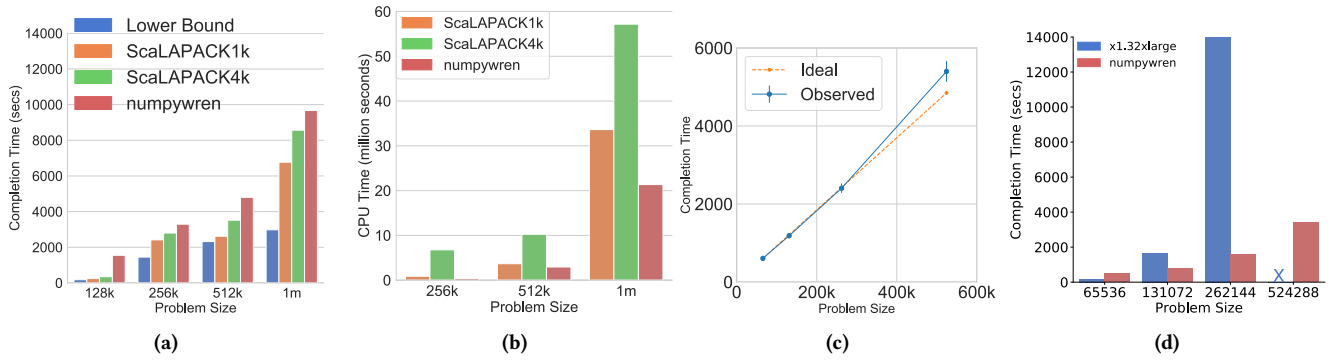 Lower Bound
ScaLAPACK1k
ScaLAPACK4k
numpywren
Completion Time (secs)
14000
12000
10000
8000
6000
4000
2000
0
128k 256k 512k 1m
Problem Size
(a)
ScaLAPACK1k
ScaLAPACK4k
numpywren
CPU Time (million seconds)
60
50
40
30
20
10
0
256k 512k 1m
Problem Size
(b)
Ideal
Observed
Completion Time
6000
4000
2000
0
0 200k 400k 600k
Problem Size
(c)
x1.32xlarge
numpywren
Completion Time (secs)
14000
12000
10000
8000
6000
4000
2000
0
X
65536 131072 262144 524288
Problem Size
(d)